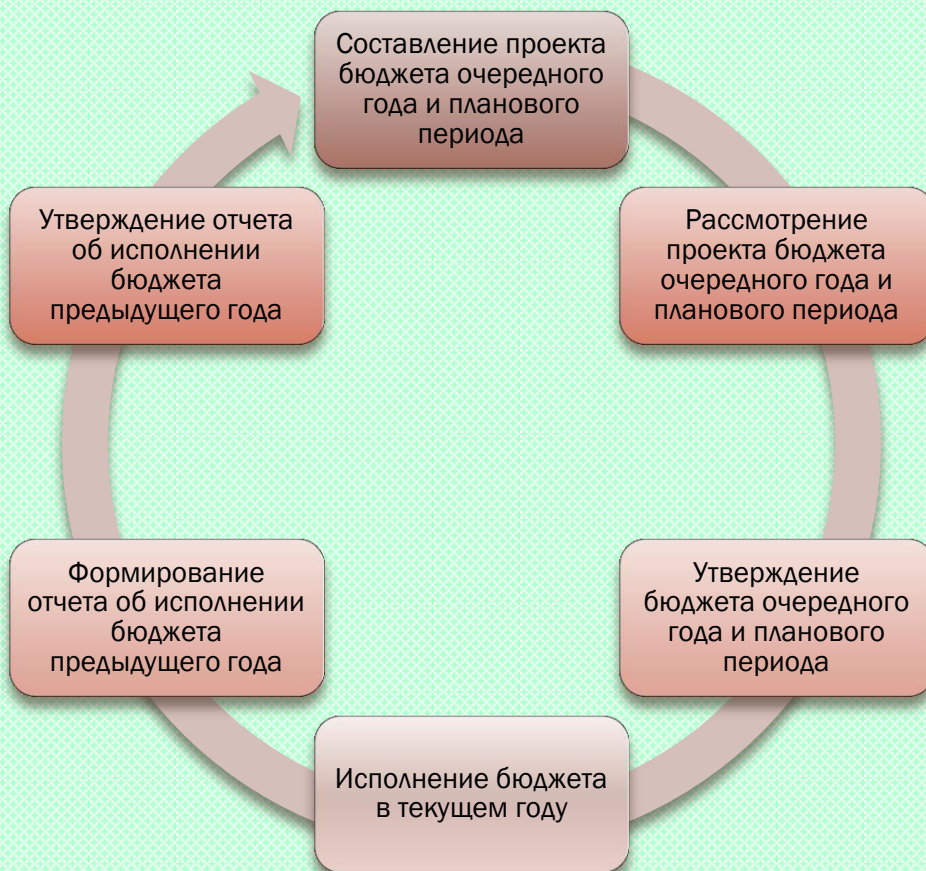 Составление проекта
бюджета очередного
года и планового
периода
Рассмотрение
проекта бюджета
очередного года и
планового периода
Утверждение
бюджета очередного
года и планового
периода
Исполнение бюджета
в текущем году
Формирование
отчета об исполнении
бюджета
предыдущего года
Утверждение отчета
об исполнении
бюджета
предыдущего года